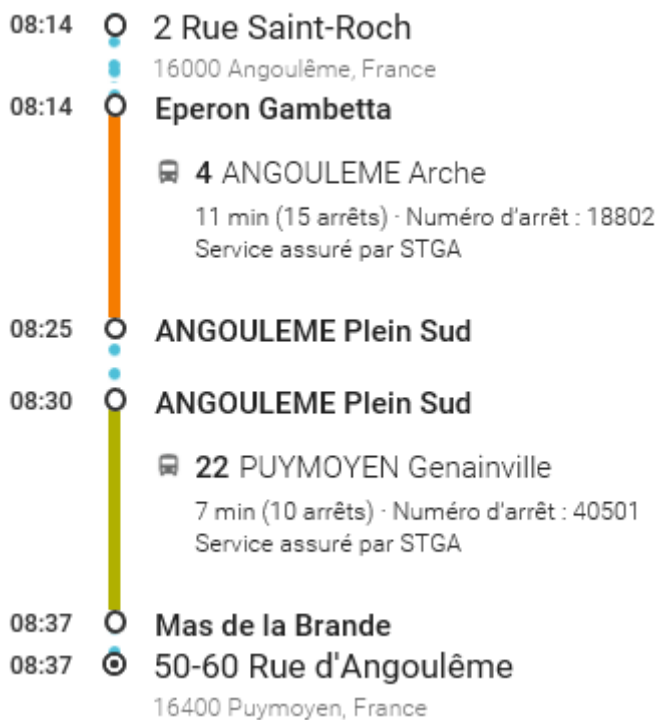 08:14 2 Rue Saint-Roch
16000 Angoulême, France
08:14 Eperon Gambetta
4 ANGOULEME Arche
11 min (15 arrêts) · Numéro d'arrêt : 18802
Service assuré par STGA
08:25 ANGOULEME Plein Sud
08:30 ANGOULEME Plein Sud
22 PUYMOYEN Genainville
7 min (10 arrêts) · Numéro d'arrêt : 40501
Service assuré par STGA
08:37 Mas de la Brande
08:37 50-60 Rue d'Angoulême
16400 Puymoyen, France